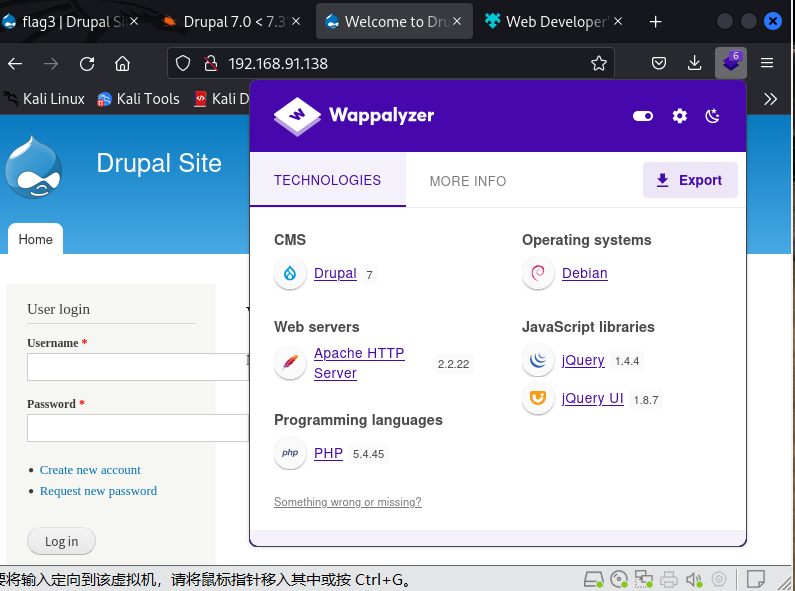 flag3 | Drupal Si
Drupal 7.0 < 7.3
Welcome to Dru
Web Developer'
192.168.91.138
6
Kali Linux
Kali Tools
Kali D
Wappalyzer
Drupal Site
TECHNOLOGIES
MORE INFO
Export
Home
CMS
Drupal 7
Operating systems
Debian
User login
Username *
Password *
Create new account
Request new password
Log in
Web servers
Apache HTTP
Server
2.2.22
JavaScript libraries
jQuery 1.4.4
jQuery UI 1.8.7
Programming languages
php
PHP 5.4.45
Something wrong or missing?
要将输入定向到该虚拟机，请将鼠标指针移入其中或按 Ctrl+G。